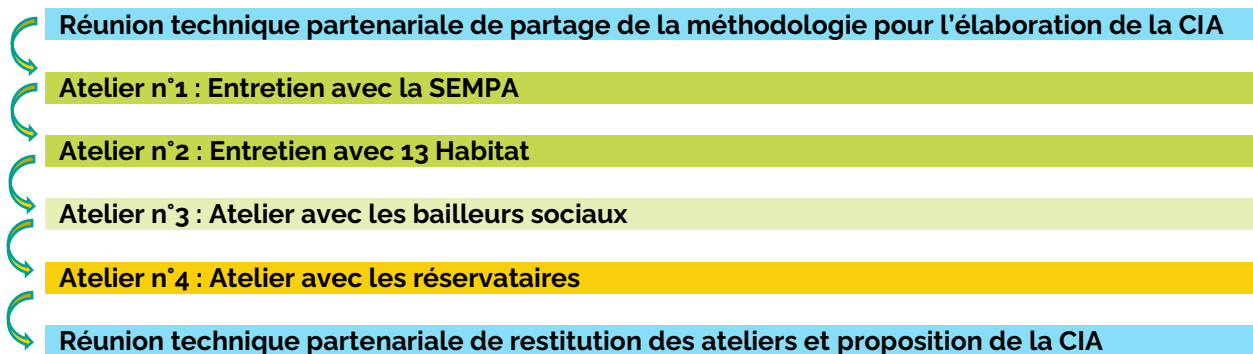 Réunion technique partenariale de partage de la méthodologie pour l’élaboration de la CIA
Atelier n°1 : Entretien avec la SEMPA
Atelier n°2 : Entretien avec 13 Habitat
Atelier n°3 : Atelier avec les bailleurs sociaux
Atelier n°4 : Atelier avec les réservataires
Réunion technique partenariale de restitution des ateliers et proposition de la CIA